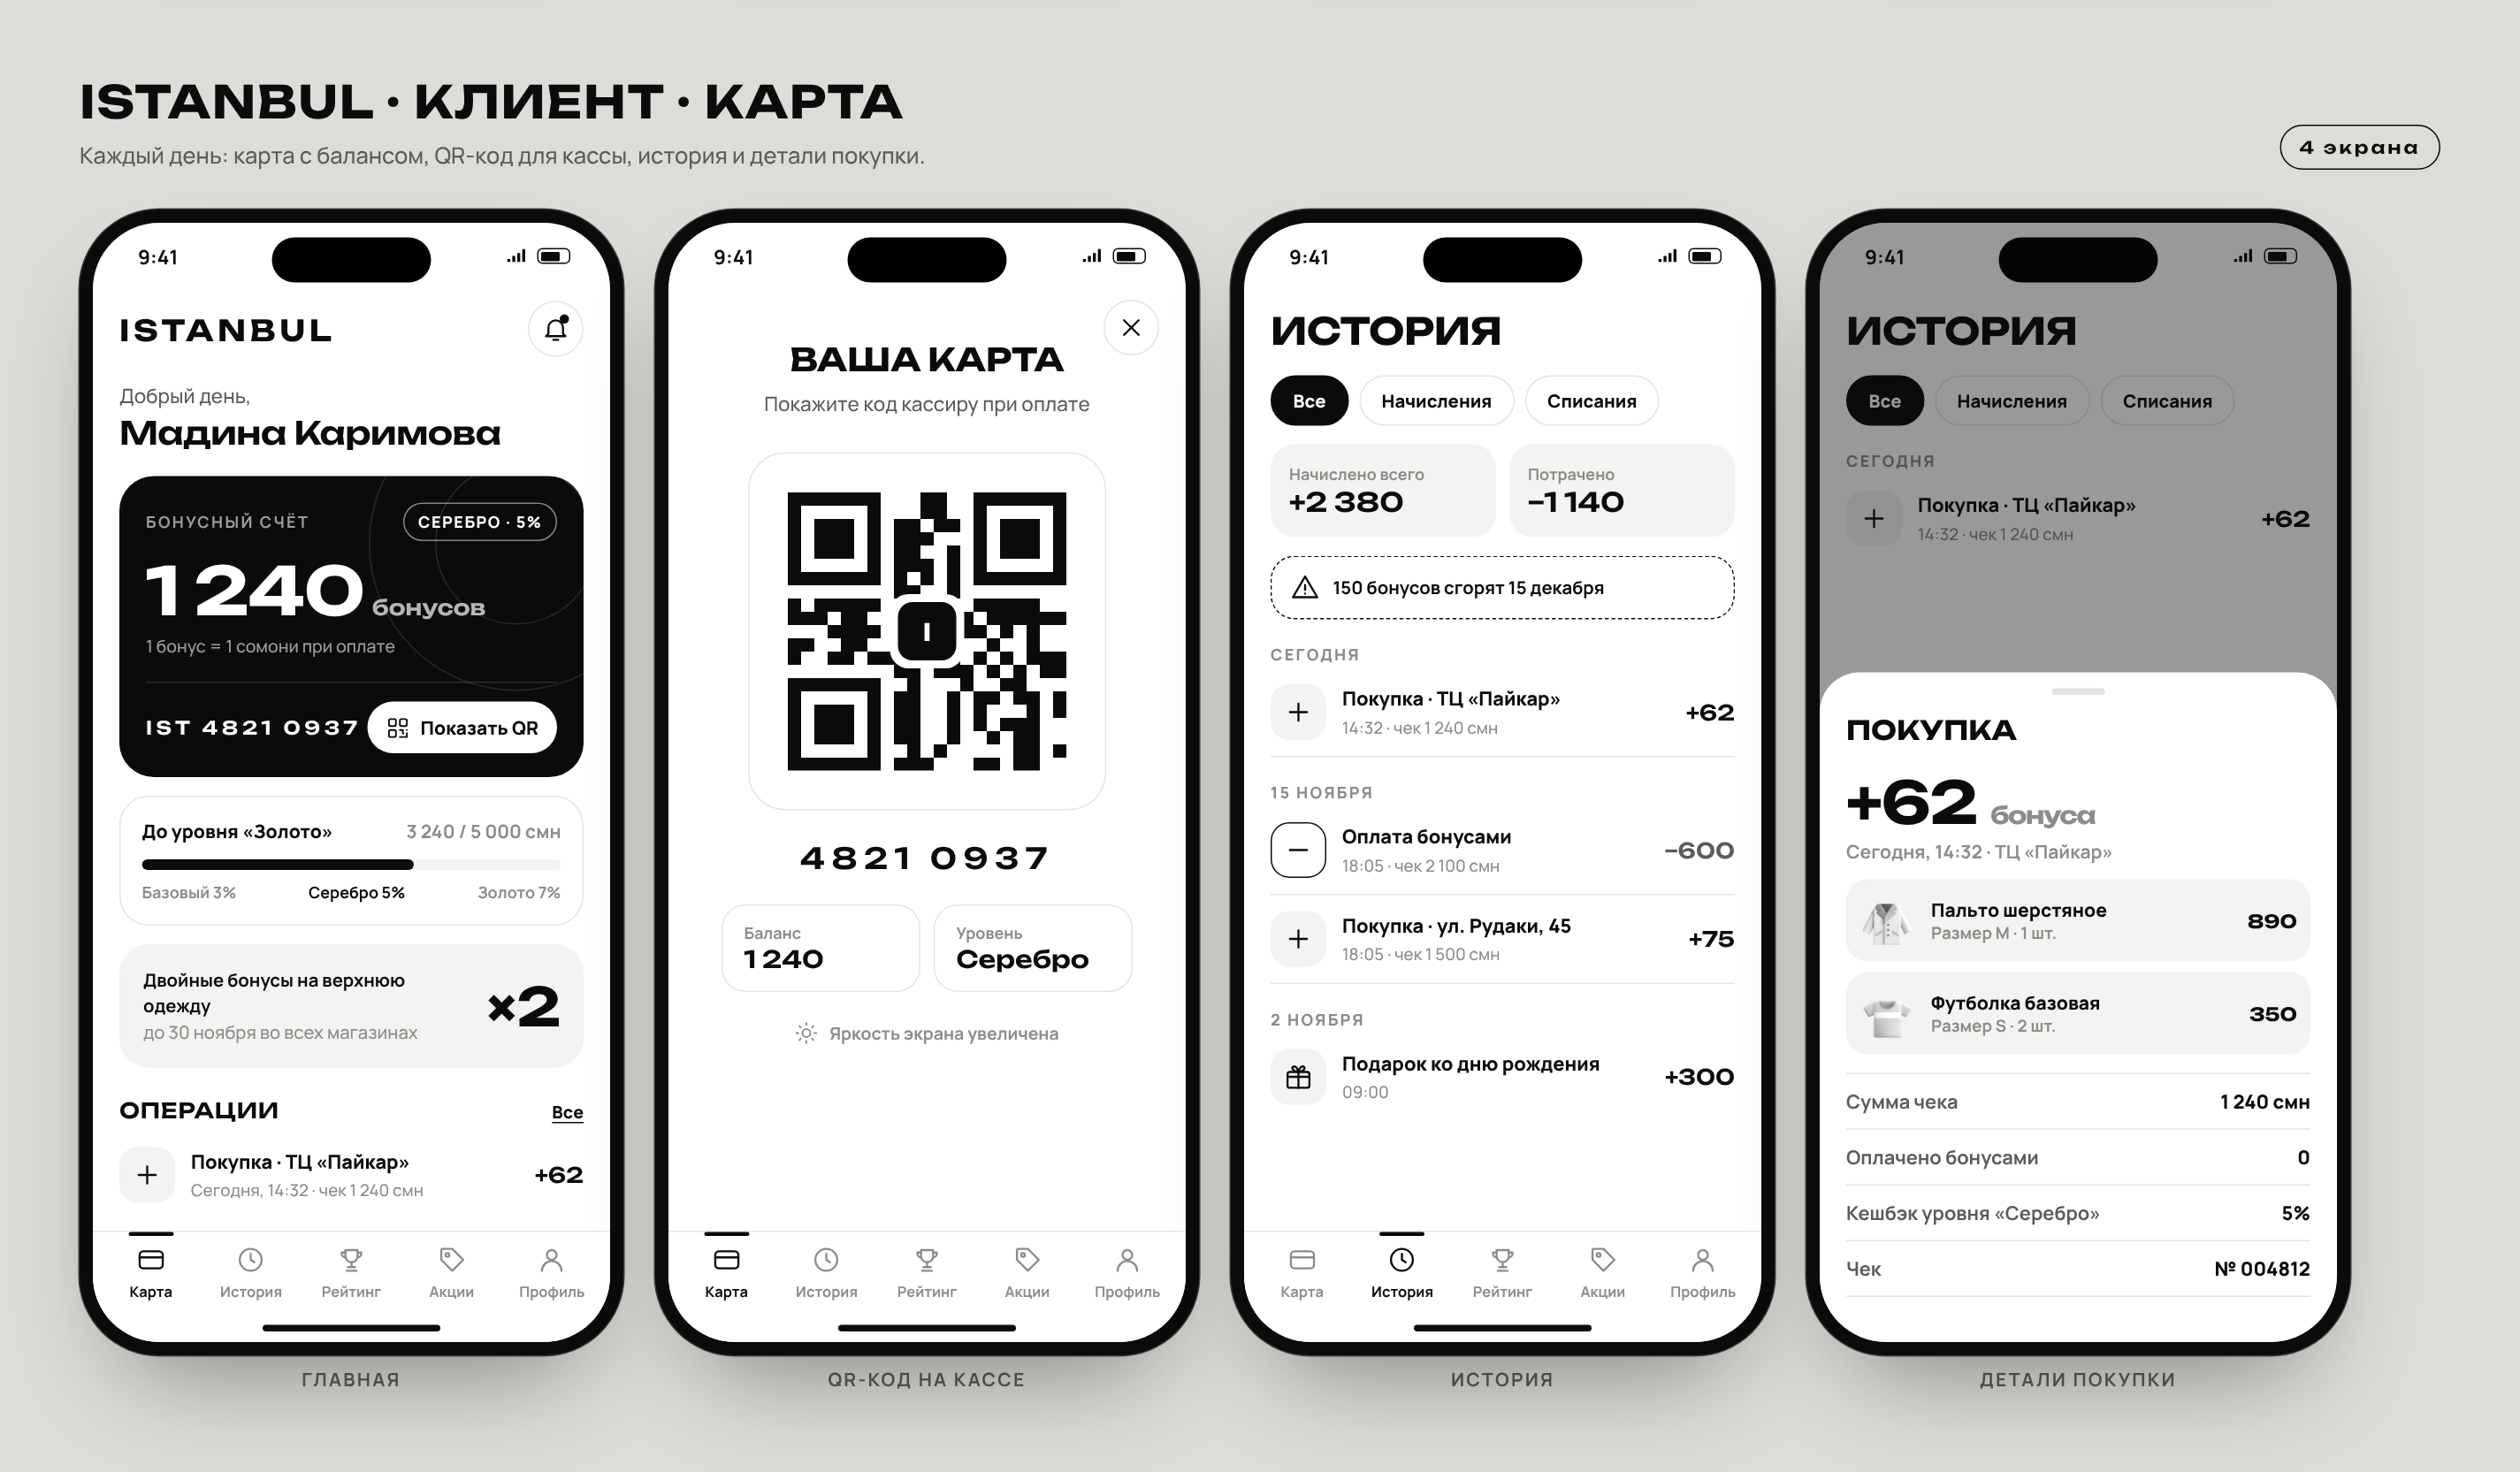 ISTANBUL · КЛИЕНТ · КАРТА
Каждый день: карта с балансом, QR-код для кассы, история и детали покупки.
4 экрана
9:41
ISTANBUL
Добрый день,
Мадина Каримова
БОНУСНЫЙ СЧЁТ
СЕРЕБРО · 5%
1 240 бонусов
1 бонус = 1 сомони при оплате
IST 4821 0937
Показать QR
До уровня «Золото»
3 240 / 5 000 смн
Базовый 3%
Серебро 5%
Золото 7%
Двойные бонусы на верхнюю
одежду
до 30 ноября во всех магазинах
×2
ОПЕРАЦИИ
Все
Покупка · ТЦ «Пайкар»
Сегодня, 14:32 · чек 1 240 смн
+62
Карта
История
Рейтинг
Акции
Профиль
ГЛАВНАЯ
9:41
ВАША КАРТА
Покажите код кассиру при оплате
I
4821 0937
Баланс
1 240
Уровень
Серебро
Яркость экрана увеличена
Карта
История
Рейтинг
Акции
Профиль
QR-КОД НА КАССЕ
9:41
ИСТОРИЯ
Все
Начисления
Списания
Начислено всего
+2 380
Потрачено
−1 140
150 бонусов сгорят 15 декабря
СЕГОДНЯ
Покупка · ТЦ «Пайкар»
14:32 · чек 1 240 смн
+62
15 НОЯБРЯ
Оплата бонусами
18:05 · чек 2 100 смн
−600
Покупка · ул. Рудаки, 45
18:05 · чек 1 500 смн
+75
2 НОЯБРЯ
Подарок ко дню рождения
09:00
+300
Карта
История
Рейтинг
Акции
Профиль
ИСТОРИЯ
9:41
ИСТОРИЯ
Все
Начисления
Списания
СЕГОДНЯ
Покупка · ТЦ «Пайкар»
14:32 · чек 1 240 смн
+62
ПОКУПКА
+62 бонуса
Сегодня, 14:32 · ТЦ «Пайкар»
Пальто шерстяное
Размер M · 1 шт.
890
Футболка базовая
Размер S · 2 шт.
350
Сумма чека
1 240 смн
Оплачено бонусами
0
Кешбэк уровня «Серебро»
5%
Чек
№ 004812
ДЕТАЛИ ПОКУПКИ